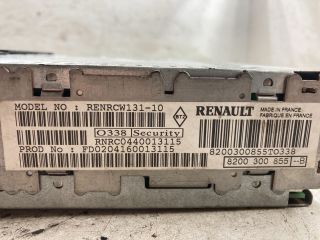 MODEL NO : RENRCW131-10
RENAULT
MADE IN FRANCE
FABRIQUE EN FRANCE
O338 Security
RNRC0440013115
PROD No : FD0204160013115
8200300855T0338
8200 300 855 --B